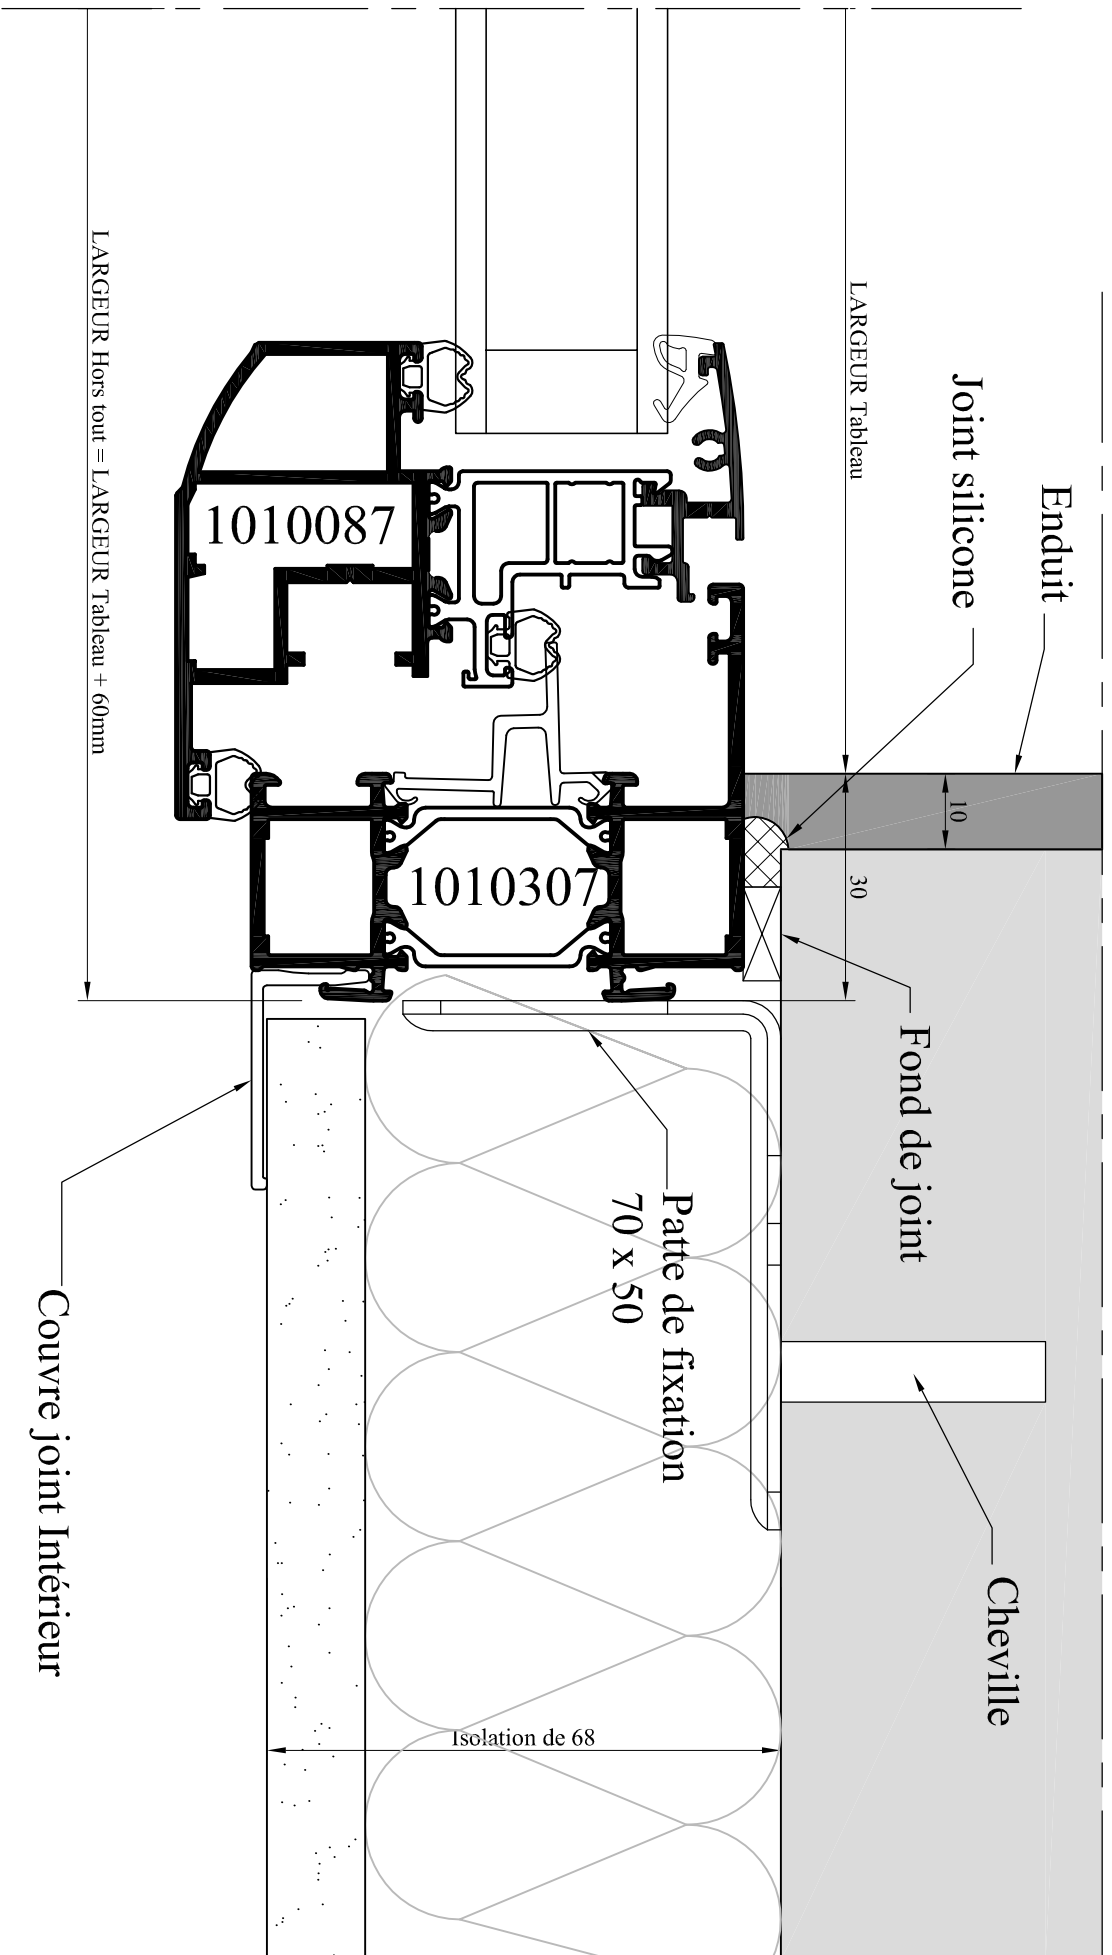 Enduit
Joint silicone
LARGEUR Tableau
10
30
1010087
1010307
LARGEUR Hors tout = LARGEUR Tableau + 60mm
Fond de joint
Patte de fixation
70 x 50
Cheville
Couvre joint Intérieur
Isolation de 68